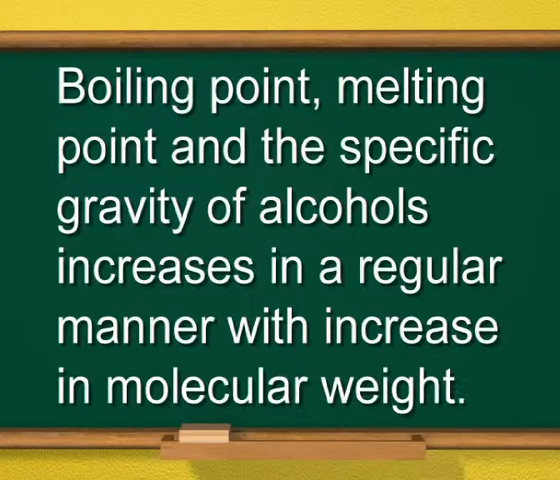 Boiling point, melting
point and the specific
gravity of alcohols
increases in a regular
manner with increase
in molecular weight.